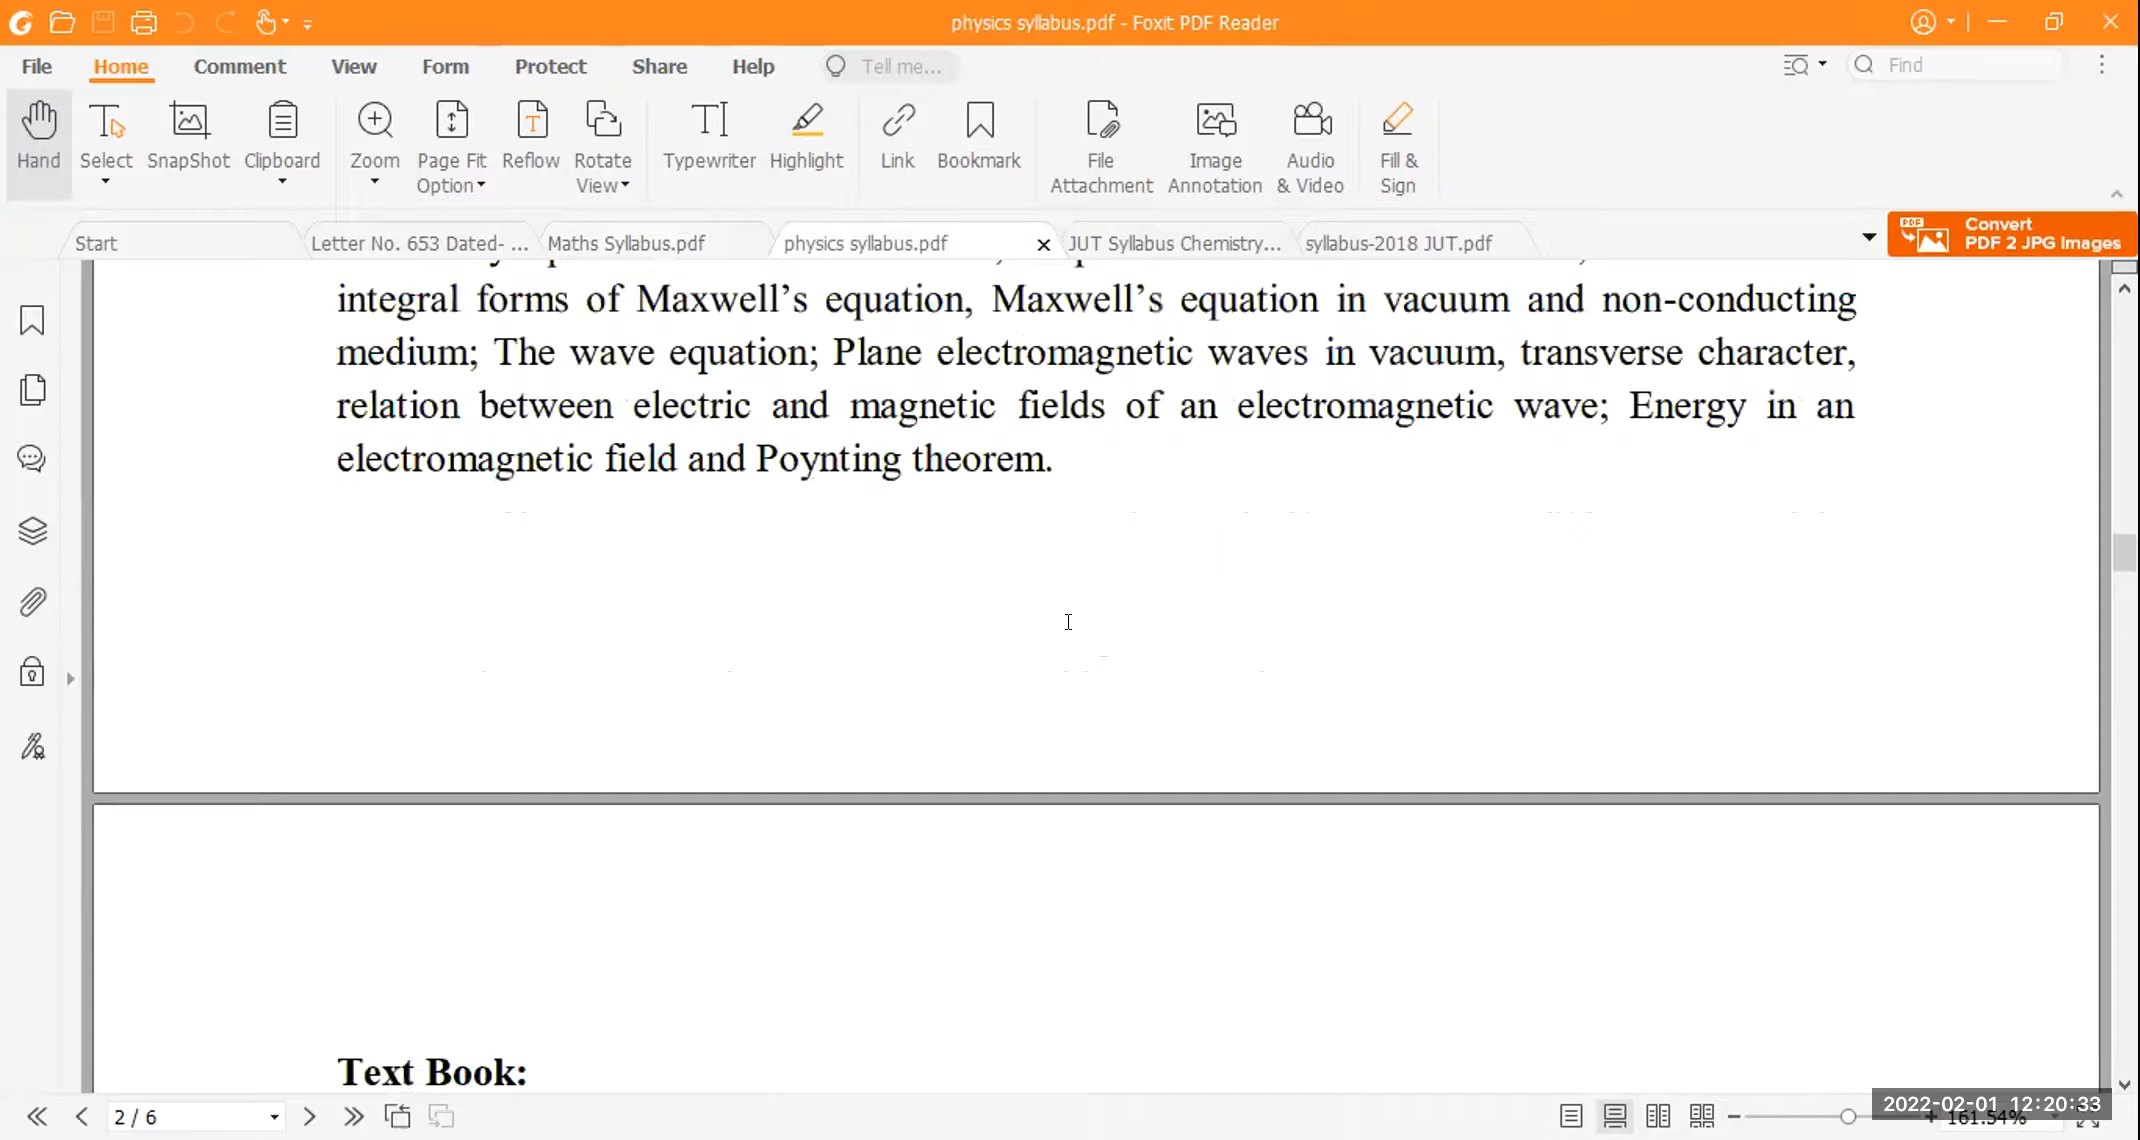 physics syllabus.pdf - Foxit PDF Reader
File Home Comment View Form Protect Share Help Tell me... Find
Hand Select SnapShot Clipboard Zoom Page Fit Option Reflow Rotate View Typewriter Highlight Link Bookmark File Attachment Image Annotation Audio & Video Fill & Sign
Start Letter No. 653 Dated- ... Maths Syllabus.pdf physics syllabus.pdf JUT Syllabus Chemistry... syllabus-2018 JUT.pdf
PDF Convert
PDF 2 JPG Images
integral forms of Maxwell’s equation, Maxwell’s equation in vacuum and non-conducting
medium; The wave equation; Plane electromagnetic waves in vacuum, transverse character,
relation between electric and magnetic fields of an electromagnetic wave; Energy in an
electromagnetic field and Poynting theorem.
Text Book:
2 / 6
2022-02-01 12:20:33
161.54%